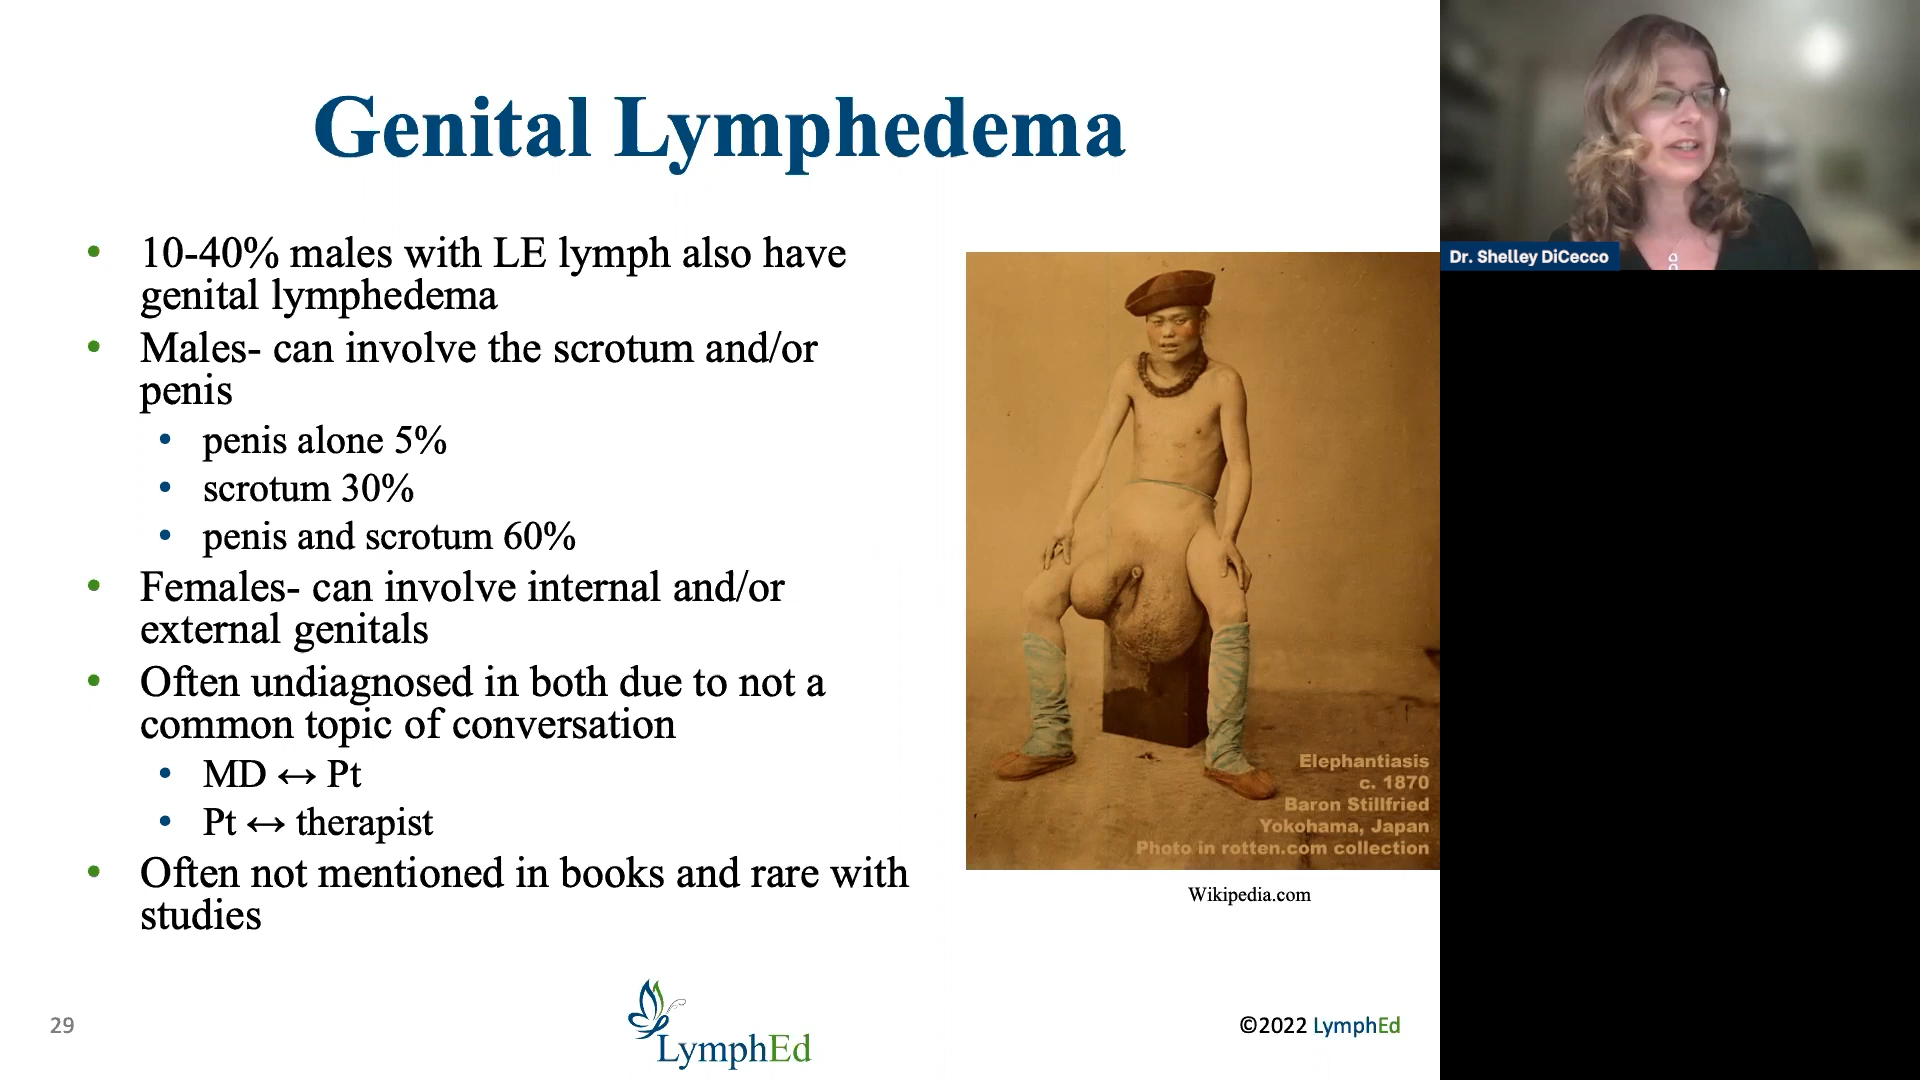 Genital Lymphedema
• 10-40% males with LE lymph also have
genital lymphedema
• Males- can involve the scrotum and/or
penis
• penis alone 5%
• scrotum 30%
• penis and scrotum 60%
• Females- can involve internal and/or
external genitals
• Often undiagnosed in both due to not a
common topic of conversation
• MD ↔ Pt
• Pt ↔ therapist
• Often not mentioned in books and rare with
studies
Elephantiasis
c. 1870
Baron Stillfried
Yokohama, Japan
Photo in rotten.com collection
Wikipedia.com
Dr. Shelley DiCecco
29
LymphEd
©2022 LymphEd